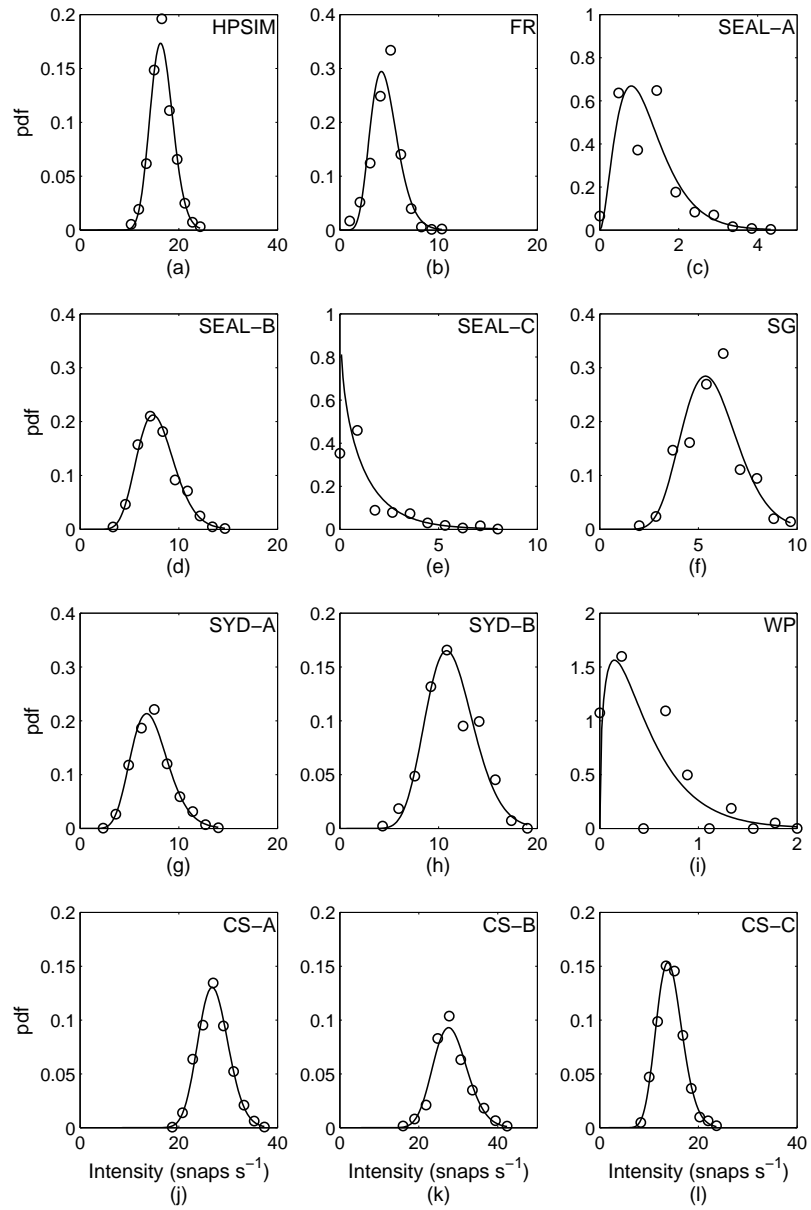 HPSIM
FR
SEAL−A
0.2
0.15
0.1
0.05
0
pdf
0 20 40
(a)
0.4
0.3
0.2
0.1
0
0 10 20
(b)
1
0.8
0.6
0.4
0.2
0
0 2 4
(c)
SEAL−B
SEAL−C
SG
0.4
0.3
0.2
0.1
0
pdf
0 10 20
(d)
1
0.8
0.6
0.4
0.2
0
0 5 10
(e)
0.4
0.3
0.2
0.1
0
0 5 10
(f)
SYD−A
SYD−B
WP
0.4
0.3
0.2
0.1
0
pdf
0 10 20
(g)
0.2
0.15
0.1
0.05
0
0 10 20
(h)
2
1.5
1
0.5
0
0 1 2
(i)
CS−A
CS−B
CS−C
0.2
0.15
0.1
0.05
0
pdf
0 20 40
Intensity (snaps s⁻¹)
(j)
0.2
0.15
0.1
0.05
0
0 20 40
Intensity (snaps s⁻¹)
(k)
0.2
0.15
0.1
0.05
0
0 20 40
Intensity (snaps s⁻¹)
(l)